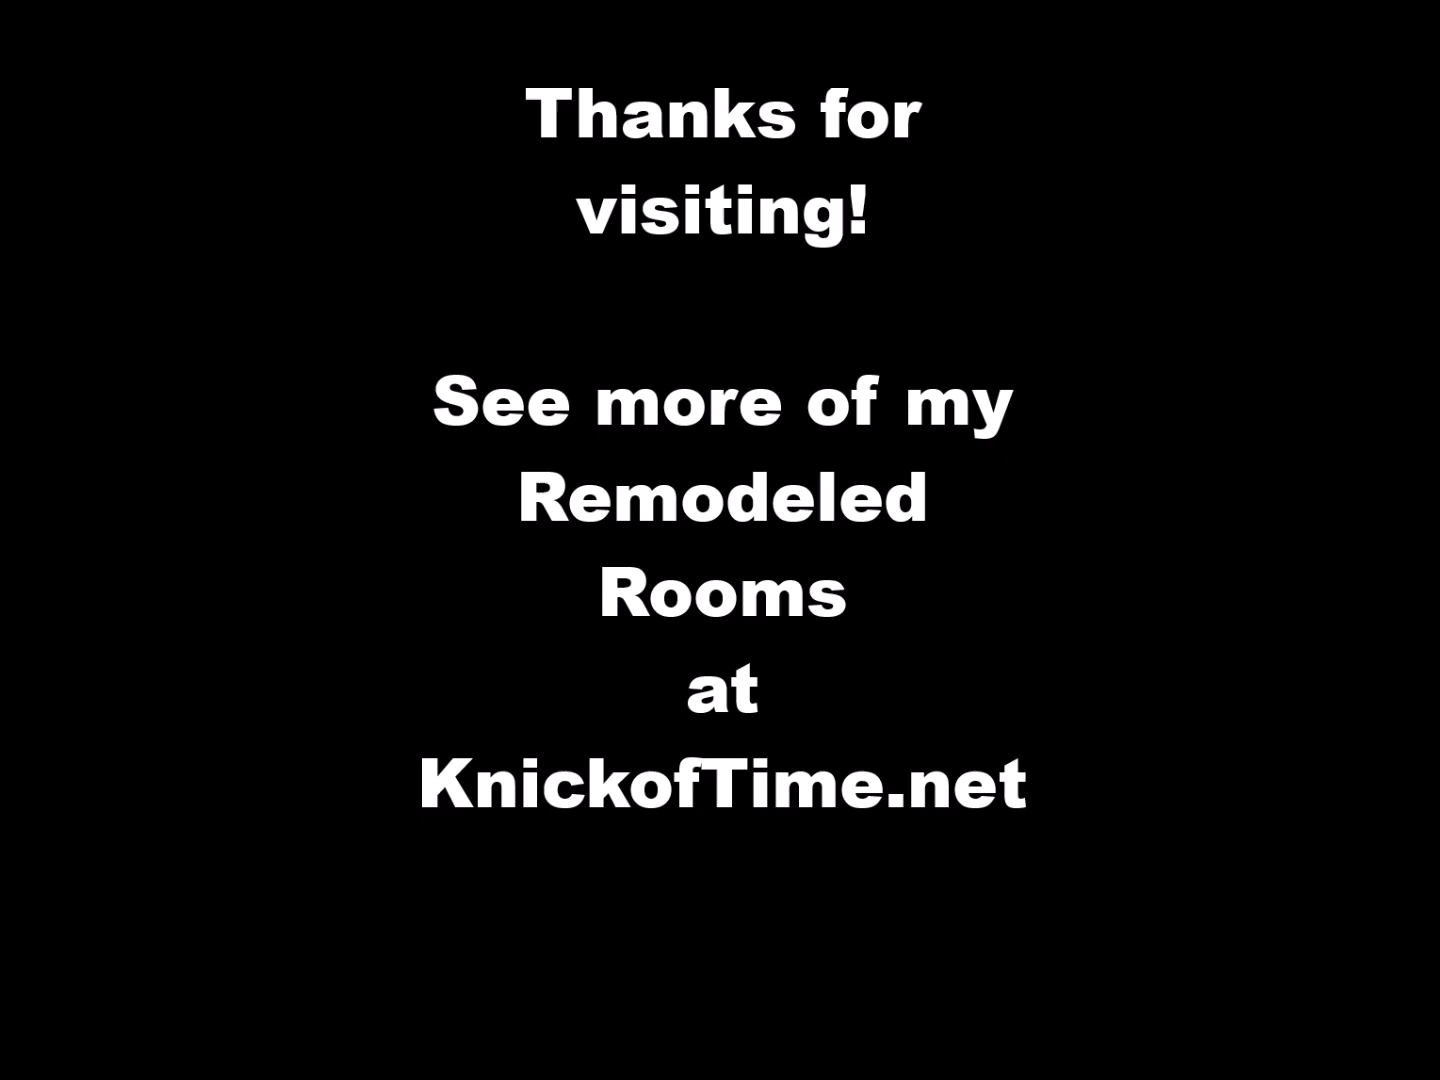 Thanks for
visiting!
See more of my
Remodeled
Rooms
at
KnickofTime.net